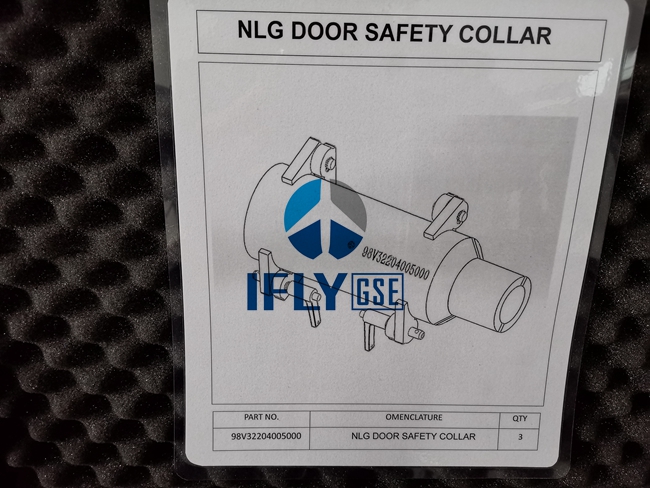 NLG DOOR SAFETY COLLAR
98V32204005000
IFLY GSE
PART NO. OMENCLATURE QTY
98V32204005000 NLG DOOR SAFETY COLLAR 3